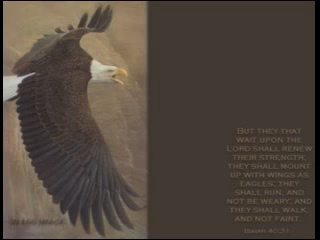 But they that
wait upon the
Lord shall renew
their strength;
they shall mount
up with wings as
eagles; they
shall run, and
not be weary; and
they shall walk,
and not faint.
Isaiah 40:31